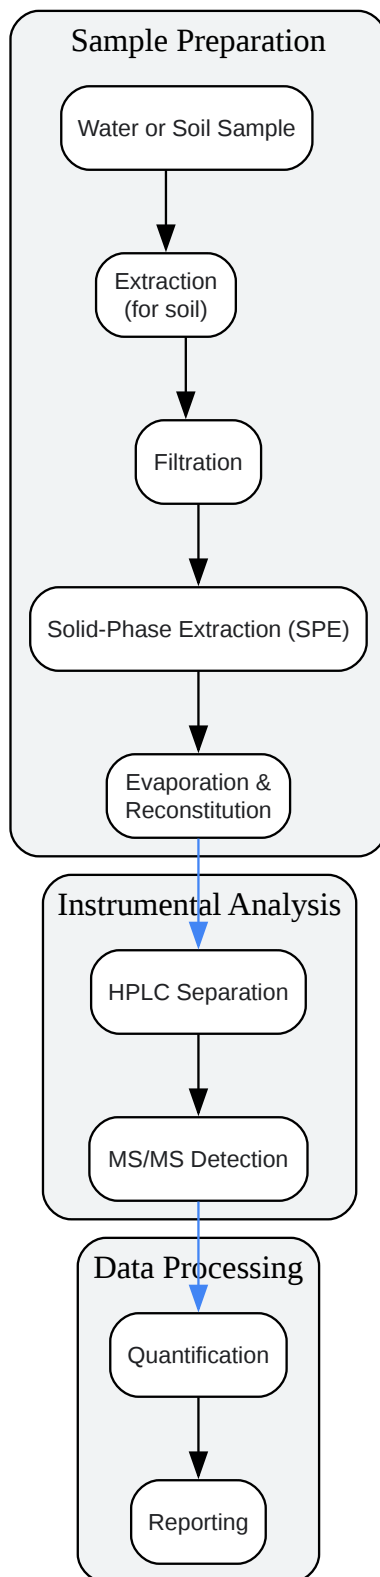 Sample Preparation
Water or Soil Sample
Extraction
(for soil)
Filtration
Solid-Phase Extraction (SPE)
Evaporation &
Reconstitution
Instrumental Analysis
HPLC Separation
MS/MS Detection
Data Processing
Quantification
Reporting